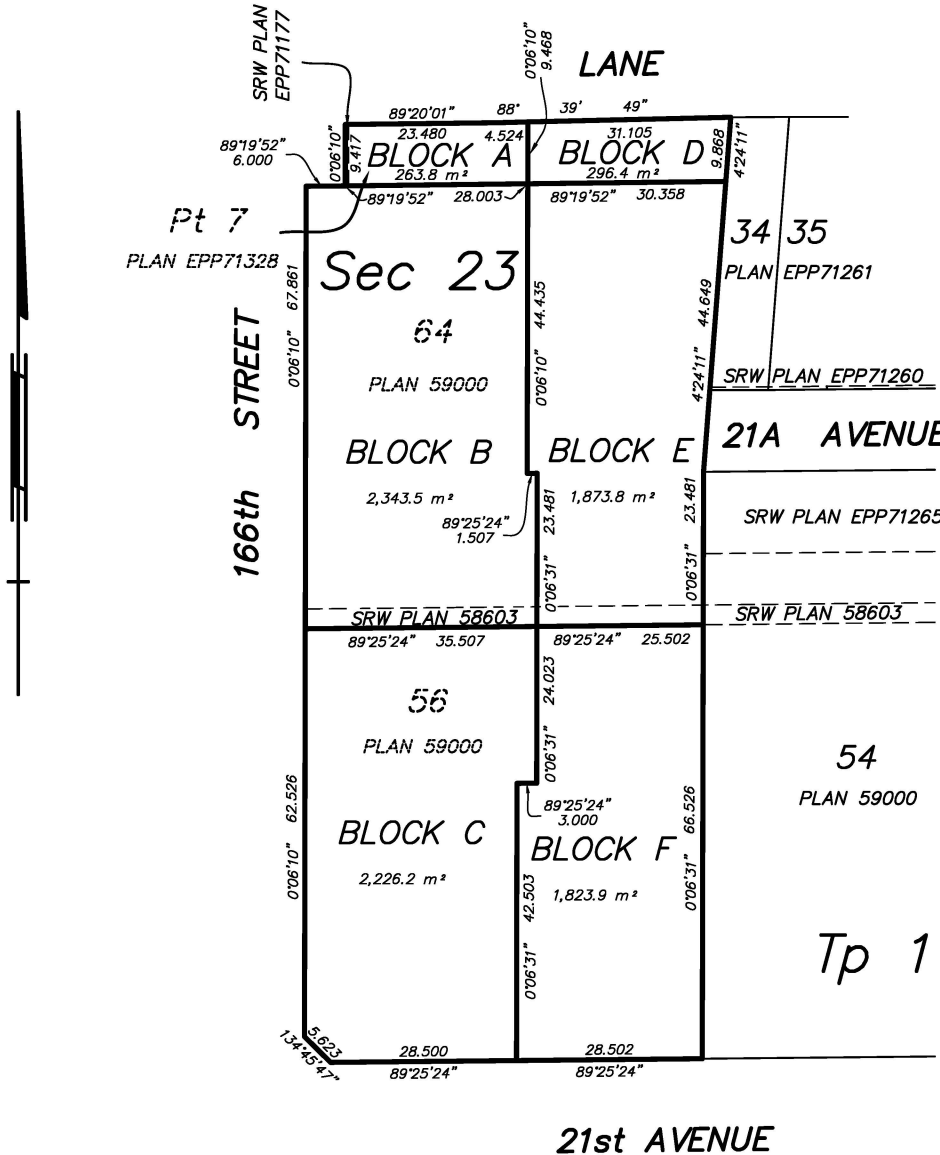 SRW PLAN
EPP71177
0°06'10"
9.468
LANE
89°20'01" 88° 39' 49"
23.480 4.524 31.105
89°19'52"
6.000
0°06'10"
9.417
BLOCK A
263.8 m²
BLOCK D
296.4 m²
9.868
4°24'11"
89°19'52" 28.003
89°19'52" 30.358
Pt 7
PLAN EPP71328
34 35
PLAN EPP71261
Sec 23
67.861
0°06'10"
64
PLAN 59000
44.435
0°06'10"
44.649
4°24'11"
SRW PLAN EPP71260
166th STREET
21A AVENUE
BLOCK B
2,343.5 m²
BLOCK E
1,873.8 m²
89°25'24"
1.507
23.481
0°06'31"
23.481
0°06'31"
SRW PLAN EPP71265
SRW PLAN 58603
SRW PLAN 58603
89°25'24" 35.507
89°25'24" 25.502
56
PLAN 59000
24.023
0°06'31"
54
PLAN 59000
62.526
0°06'10"
89°25'24"
3.000
66.526
0°06'31"
BLOCK C
2,226.2 m²
BLOCK F
1,823.9 m²
42.503
0°06'31"
Tp 1
5.623
134°45'47"
28.500
89°25'24"
28.502
89°25'24"
21st AVENUE